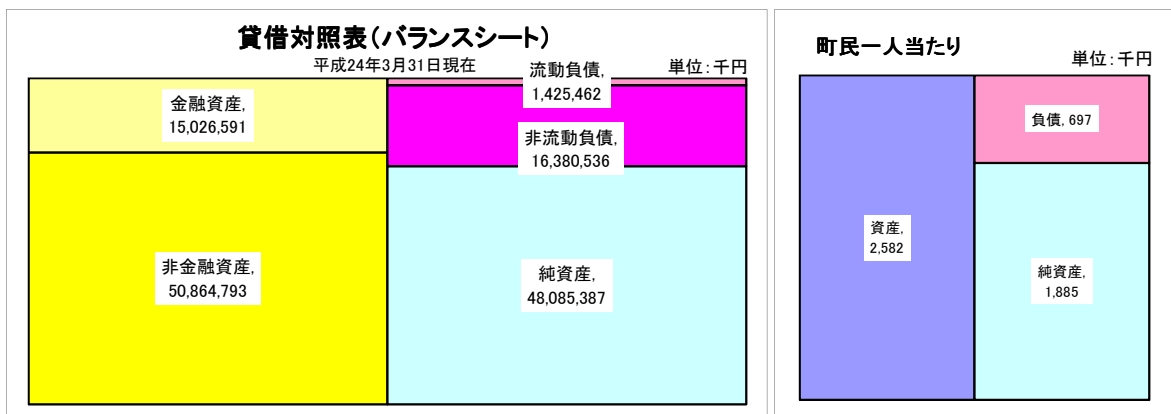 貸借対照表（バランスシート）
平成24年3月31日現在
単位：千円
金融資産,
15,026,591
流動負債,
1,425,462
非流動負債,
16,380,536
非金融資産,
50,864,793
純資産,
48,085,387
町民一人当たり
単位：千円
資産,
2,582
負債, 697
純資産,
1,885